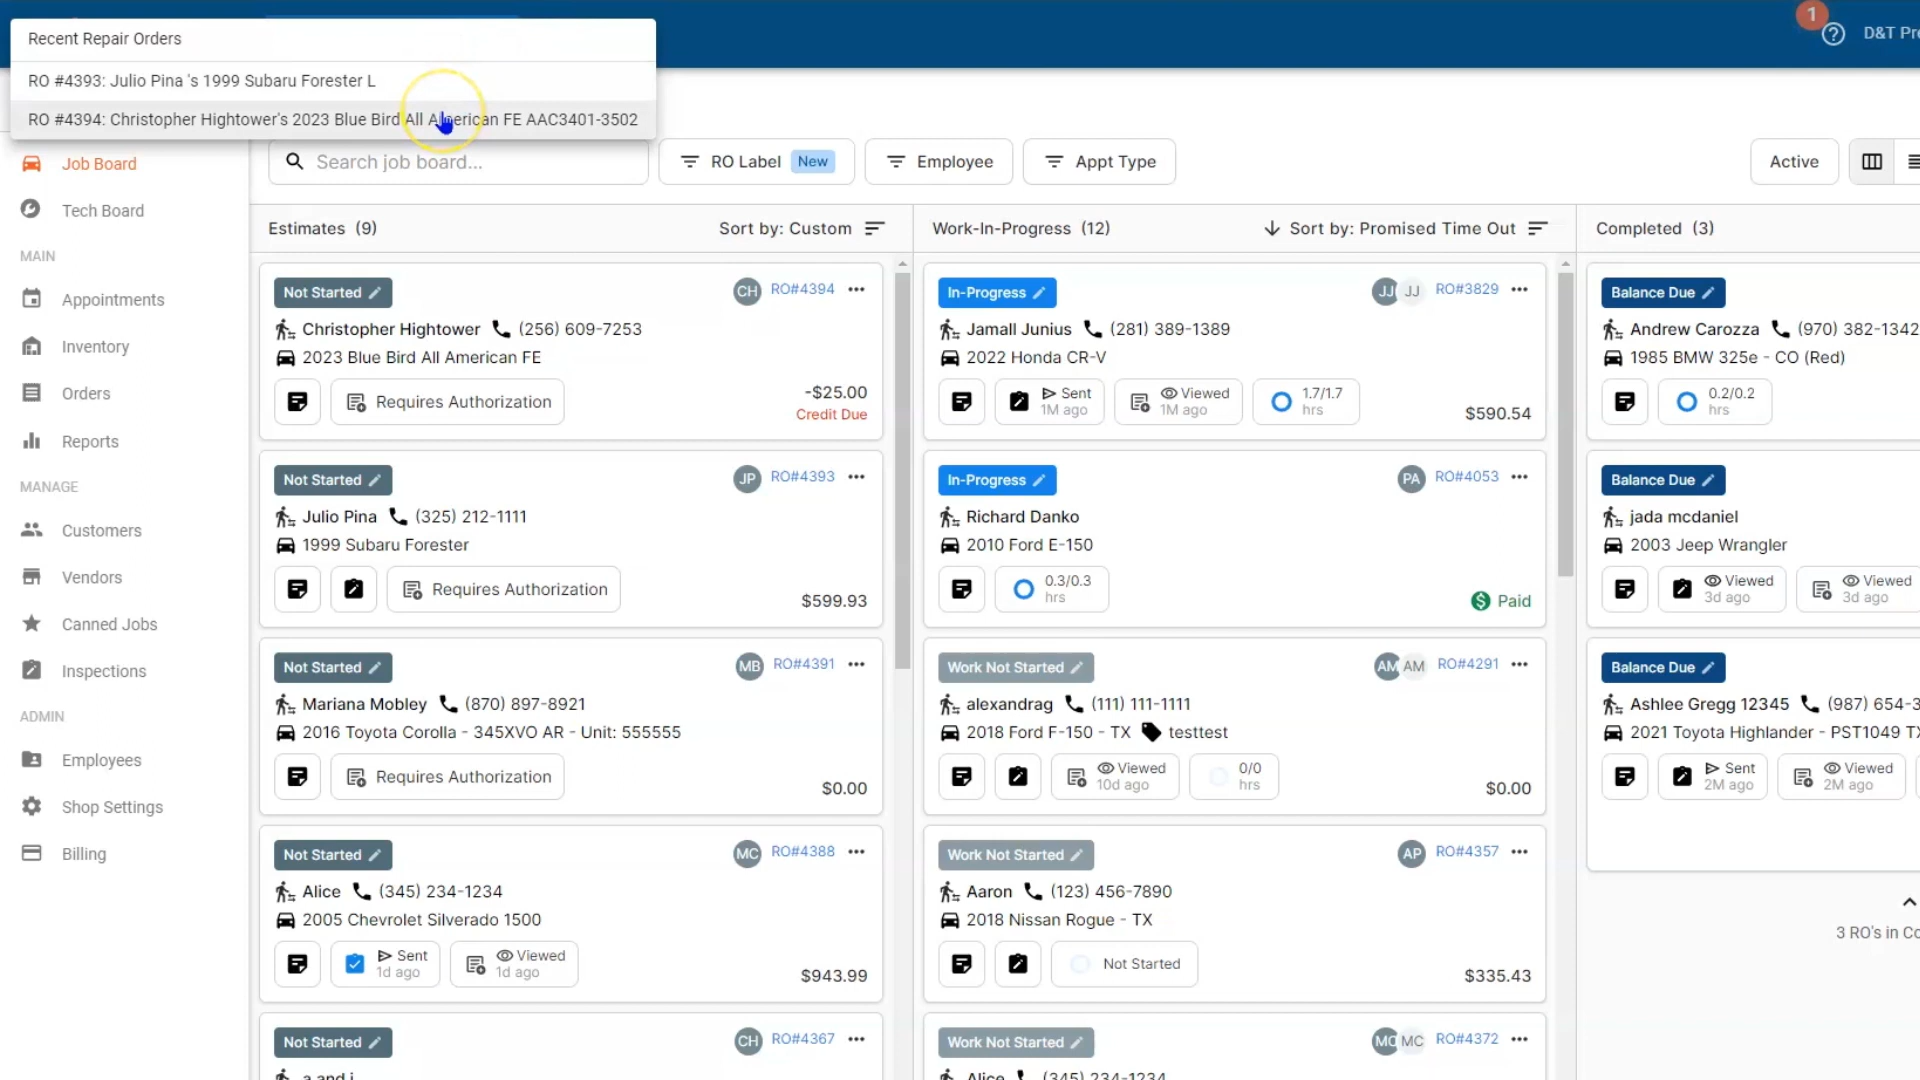 Recent Repair Orders
RO #4393: Julio Pina 's 1999 Subaru Forester L
RO #4394: Christopher Hightower's 2023 Blue Bird All American FE AAC3401-3502
1
D&T Pre
Job Board
Tech Board
MAIN
Appointments
Inventory
Orders
Reports
MANAGE
Customers
Vendors
Canned Jobs
Inspections
ADMIN
Employees
Shop Settings
Billing
Search job board...
RO Label New
Employee
Appt Type
Active
Estimates (9)
Sort by: Custom
Not Started
CH RO#4394
Christopher Hightower (256) 609-7253
2023 Blue Bird All American FE
Requires Authorization
-$25.00
Credit Due
Not Started
JP RO#4393
Julio Pina (325) 212-1111
1999 Subaru Forester
Requires Authorization
$599.93
Not Started
MB RO#4391
Mariana Mobley (870) 897-8921
2016 Toyota Corolla - 345XVO AR - Unit: 555555
Requires Authorization
$0.00
Not Started
MC RO#4388
Alice (345) 234-1234
2005 Chevrolet Silverado 1500
Sent
1d ago
Viewed
1d ago
$943.99
Not Started
CH RO#4367
a and i
Work-In-Progress (12)
Sort by: Promised Time Out
In-Progress
JJ JJ RO#3829
Jamall Junius (281) 389-1389
2022 Honda CR-V
Sent
1M ago
Viewed
1M ago
1.7/1.7
hrs
$590.54
In-Progress
PA RO#4053
Richard Danko
2010 Ford E-150
0.3/0.3
hrs
Paid
Work Not Started
AM AM RO#4291
alexandrag (111) 111-1111
2018 Ford F-150 - TX testtest
Viewed
10d ago
0/0
hrs
$0.00
Work Not Started
AP RO#4357
Aaron (123) 456-7890
2018 Nissan Rogue - TX
Not Started
$335.43
Work Not Started
MC MC RO#4372
Alice (345) 234-1234
Completed (3)
Balance Due
Andrew Carozza (970) 382-1342
1985 BMW 325e - CO (Red)
0.2/0.2
hrs
Balance Due
jada mcdaniel
2003 Jeep Wrangler
Viewed
3d ago
Viewed
3d ago
Balance Due
Ashlee Gregg 12345 (987) 654-3
2021 Toyota Highlander - PST1049 TX
Sent
2M ago
Viewed
2M ago
3 RO's in Co